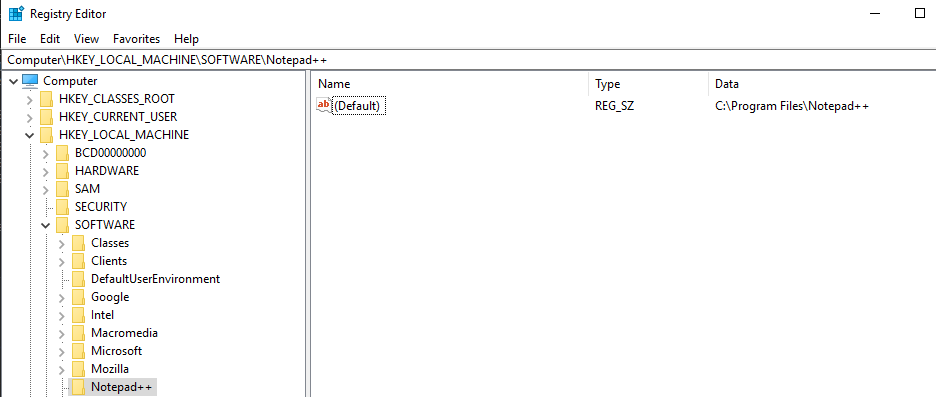 Registry Editor
File Edit View Favorites Help
Computer\HKEY_LOCAL_MACHINE\SOFTWARE\Notepad++
Computer
HKEY_CLASSES_ROOT
HKEY_CURRENT_USER
HKEY_LOCAL_MACHINE
BCD00000000
HARDWARE
SAM
SECURITY
SOFTWARE
Classes
Clients
DefaultUserEnvironment
Google
Intel
Macromedia
Microsoft
Mozilla
Notepad++
Name Type Data
ab (Default) REG_SZ C:\Program Files\Notepad++